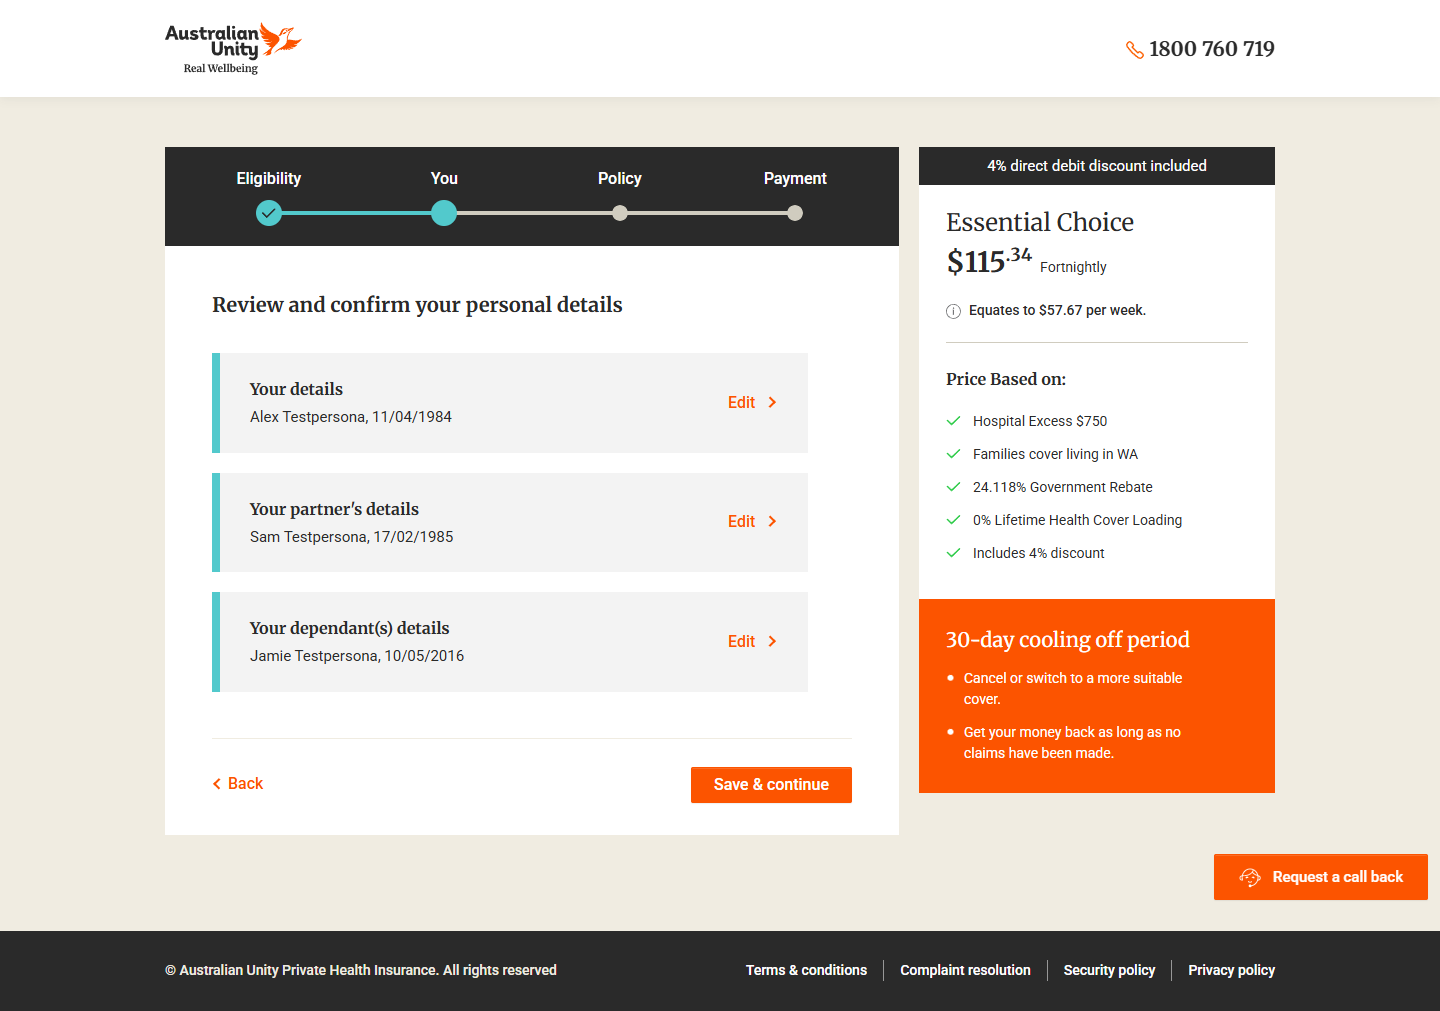 Australian
Unity
Real Wellbeing
1800 760 719
Eligibility
You
Policy
Payment
Review and confirm your personal details
Your details
Alex Testpersona, 11/04/1984
Edit
Your partner's details
Sam Testpersona, 17/02/1985
Edit
Your dependant(s) details
Jamie Testpersona, 10/05/2016
Edit
Back
Save & continue
4% direct debit discount included
Essential Choice
$115.34 Fortnightly
Equates to $57.67 per week.
Price Based on:
Hospital Excess $750
Families cover living in WA
24.118% Government Rebate
0% Lifetime Health Cover Loading
Includes 4% discount
30-day cooling off period
Cancel or switch to a more suitable
cover.
Get your money back as long as no
claims have been made.
Request a call back
© Australian Unity Private Health Insurance. All rights reserved
Terms & conditions
Complaint resolution
Security policy
Privacy policy